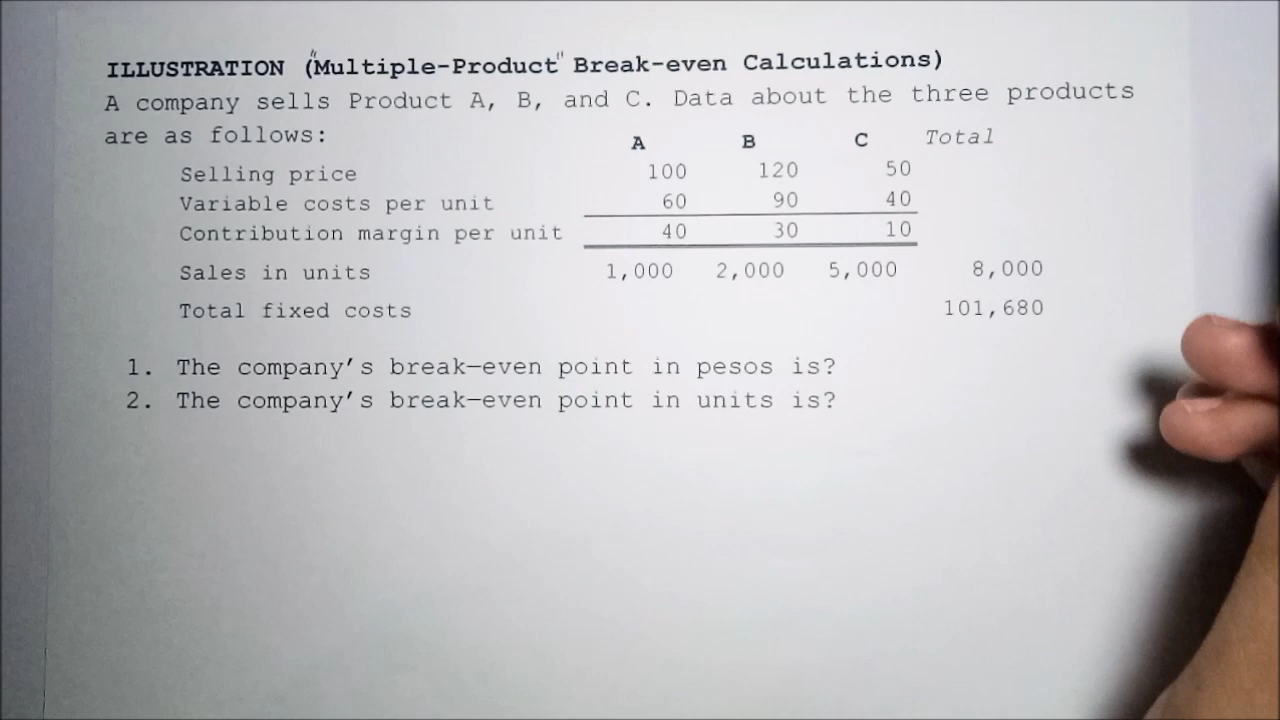 ILLUSTRATION ("Multiple-Product" Break-even Calculations)
A company sells Product A, B, and C. Data about the three products
are as follows:
A B C Total
Selling price 100 120 50
Variable costs per unit 60 90 40
Contribution margin per unit 40 30 10
Sales in units 1,000 2,000 5,000 8,000
Total fixed costs 101,680
1. The company's break—even point in pesos is?
2. The company's break—even point in units is?